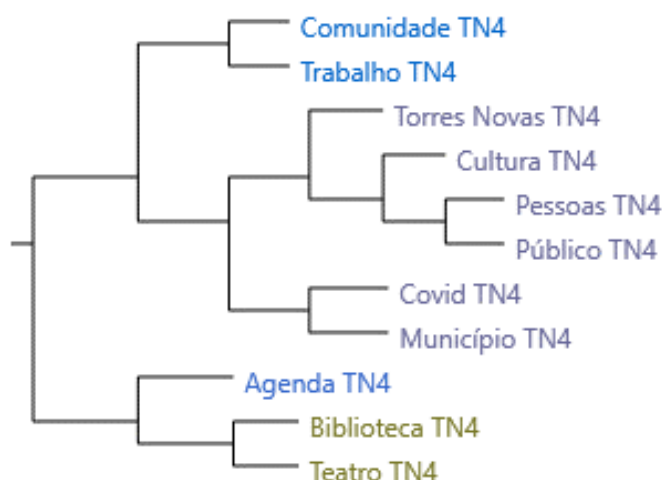 Comunidade TN4
Trabalho TN4
Torres Novas TN4
Cultura TN4
Pessoas TN4
Público TN4
Covid TN4
Município TN4
Agenda TN4
Biblioteca TN4
Teatro TN4